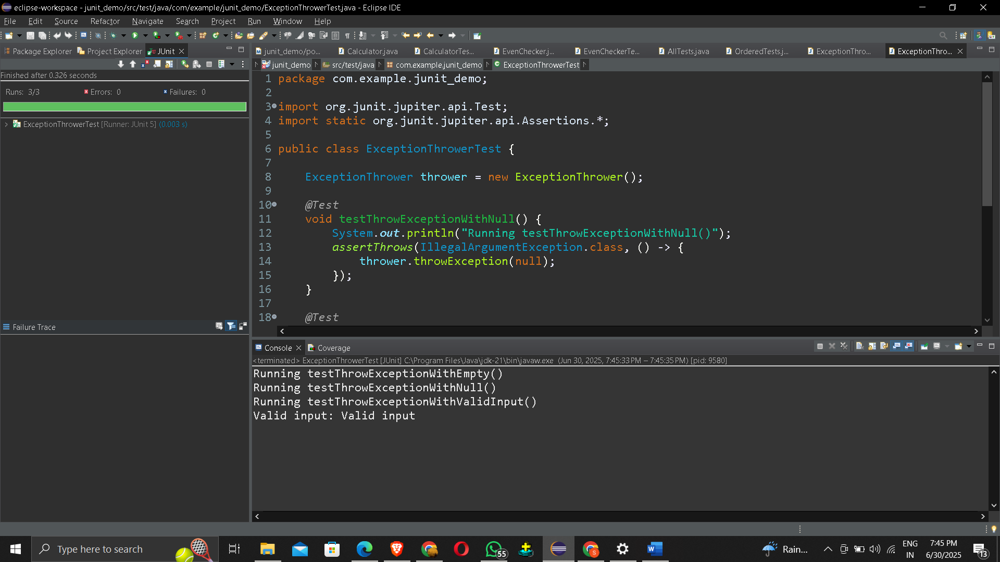 eclipse-workspace - junit_demo/src/test/java/com/example/junit_demo/ExceptionThrowerTest.java - Eclipse IDE
File Edit Source Refactor Navigate Search Project Run Window Help
Package Explorer Project Explorer JUnit
junit_demo/po... Calculator.java CalculatorTes... EvenChecker.j... EvenCheckerTe... AllTests.java OrderedTests.j... ExceptionThro... ExceptionThro...
junit_demo src/test/java com.example.junit_demo ExceptionThrowerTest
Finished after 0.326 seconds
Runs: 3/3 Errors: 0 Failures: 0
ExceptionThrowerTest [Runner: JUnit 5] (0.003 s)
Failure Trace
1 package com.example.junit_demo;
2
3 import org.junit.jupiter.api.Test;
4 import static org.junit.jupiter.api.Assertions.*;
5
6 public class ExceptionThrowerTest {
7
8 ExceptionThrower thrower = new ExceptionThrower();
9
10 @Test
11 void testThrowExceptionWithNull() {
12 System.out.println("Running testThrowExceptionWithNull()");
13 assertThrows(IllegalArgumentException.class, () -> {
14 thrower.throwException(null);
15 });
16 }
17
18 @Test
Console Coverage
<terminated> ExceptionThrowerTest [JUnit] C:\Program Files\Java\jdk-21\bin\javaw.exe (Jun 30, 2025, 7:45:33 PM – 7:45:35 PM) [pid: 9580]
Running testThrowExceptionWithEmpty()
Running testThrowExceptionWithNull()
Running testThrowExceptionWithValidInput()
Valid input: Valid input
Type here to search
55
Rain...
ENG
IN
7:45 PM
6/30/2025
13